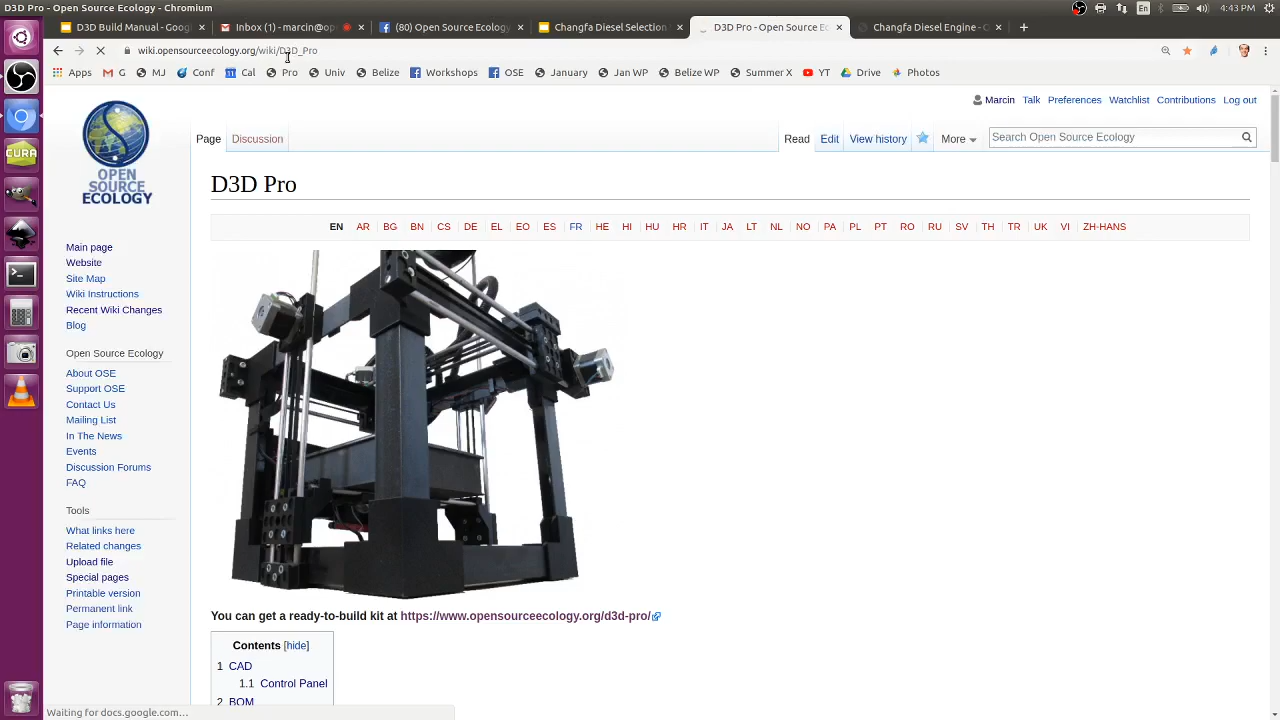 D3D Pro - Open Source Ecology - Chromium
En
4:43 PM
D3D Build Manual - Google
Inbox (1) - marcin@op
(80) Open Source Ecology
Changfa Diesel Selection
D3D Pro - Open Source Ec
Changfa Diesel Engine - G
wiki.opensourceecology.org/wiki/D3D_Pro
Apps
G
MJ
Conf
Cal
Pro
Univ
Belize
Workshops
OSE
January
Jan WP
Belize WP
Summer X
YT
Drive
Photos
Marcin
Talk
Preferences
Watchlist
Contributions
Log out
Page
Discussion
Read
Edit
View history
More
Search Open Source Ecology
OPEN
SOURCE
ECOLOGY
CURA
D3D Pro
EN AR BG BN CS DE EL EO ES FR HE HI HU HR IT JA LT NL NO PA PL PT RO RU SV TH TR UK VI ZH-HANS
Main page
Website
Site Map
Wiki Instructions
Recent Wiki Changes
Blog
Open Source Ecology
About OSE
Support OSE
Contact Us
Mailing List
In The News
Events
Discussion Forums
FAQ
Tools
What links here
Related changes
Upload file
Special pages
Printable version
Permanent link
Page information
You can get a ready-to-build kit at https://www.opensourceecology.org/d3d-pro/
Contents [hide]
1 CAD
1.1 Control Panel
2 BOM
Waiting for docs.google.com...